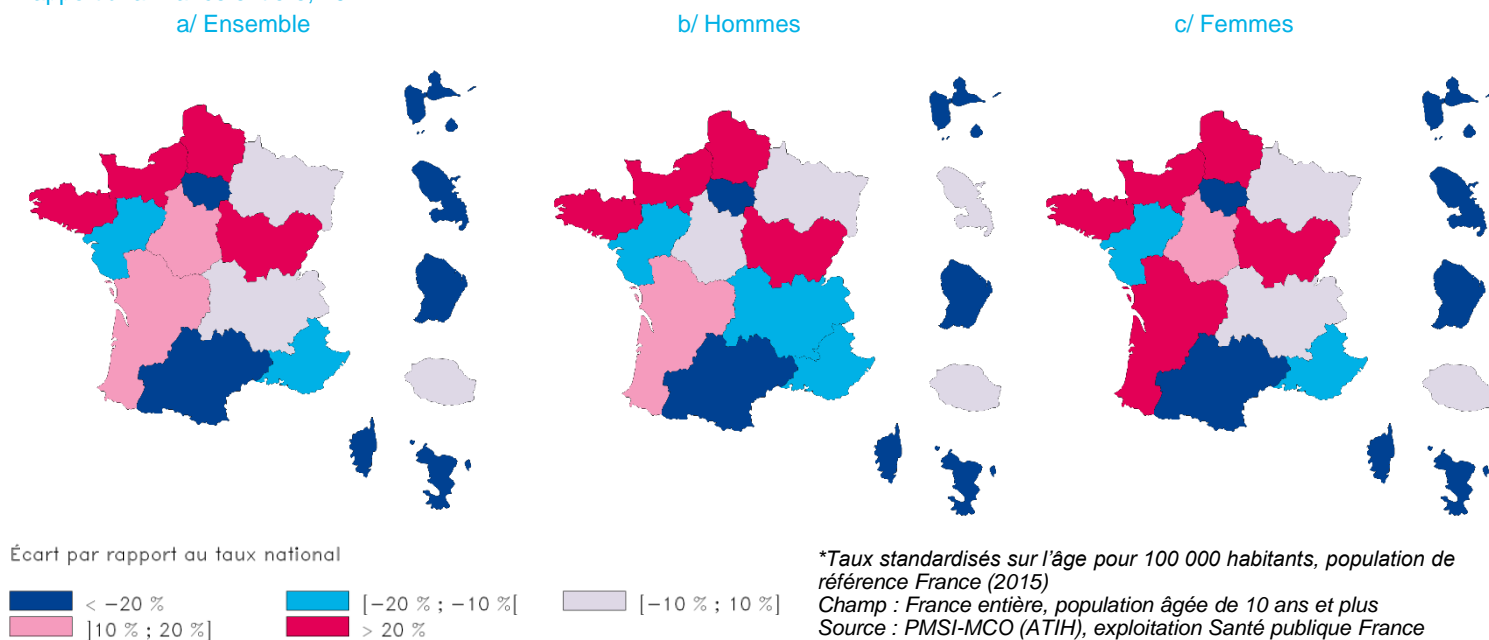 a/ Ensemble
b/ Hommes
c/ Femmes
Écart par rapport au taux national
< −20 %
[−20 % ; −10 %[
[−10 % ; 10 %]
]10 % ; 20 %]
> 20 %
*Taux standardisés sur l’âge pour 100 000 habitants, population de
référence France (2015)
Champ : France entière, population âgée de 10 ans et plus
Source : PMSI-MCO (ATIH), exploitation Santé publique France